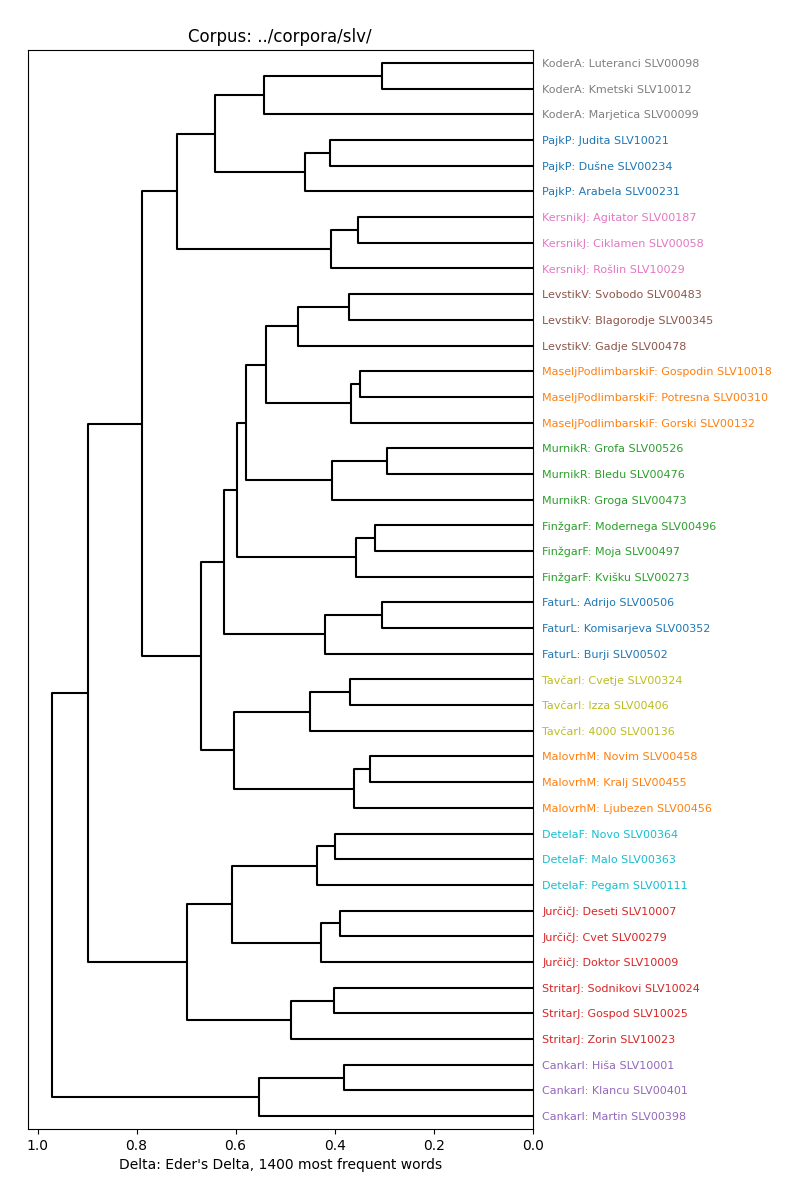 Corpus: ../corpora/slv/
KoderA: Luteranci SLV00098
KoderA: Kmetski SLV10012
KoderA: Marjetica SLV00099
PajkP: Judita SLV10021
PajkP: Dušne SLV00234
PajkP: Arabela SLV00231
KersnikJ: Agitator SLV00187
KersnikJ: Ciklamen SLV00058
KersnikJ: Rošlin SLV10029
LevstikV: Svobodo SLV00483
LevstikV: Blagorodje SLV00345
LevstikV: Gadje SLV00478
MaseljPodlimbarskiF: Gospodin SLV10018
MaseljPodlimbarskiF: Potresna SLV00310
MaseljPodlimbarskiF: Gorski SLV00132
MurnikR: Grofa SLV00526
MurnikR: Bledu SLV00476
MurnikR: Groga SLV00473
FinžgarF: Modernega SLV00496
FinžgarF: Moja SLV00497
FinžgarF: Kvišku SLV00273
FaturL: Adrijo SLV00506
FaturL: Komisarjeva SLV00352
FaturL: Burji SLV00502
TavčarI: Cvetje SLV00324
TavčarI: Izza SLV00406
TavčarI: 4000 SLV00136
MalovrhM: Novim SLV00458
MalovrhM: Kralj SLV00455
MalovrhM: Ljubezen SLV00456
DetelaF: Novo SLV00364
DetelaF: Malo SLV00363
DetelaF: Pegam SLV00111
JurčičJ: Deseti SLV10007
JurčičJ: Cvet SLV00279
JurčičJ: Doktor SLV10009
StritarJ: Sodnikovi SLV10024
StritarJ: Gospod SLV10025
StritarJ: Zorin SLV10023
CankarI: Hiša SLV10001
CankarI: Klancu SLV00401
CankarI: Martin SLV00398
1.0 0.8 0.6 0.4 0.2 0.0
Delta: Eder's Delta, 1400 most frequent words